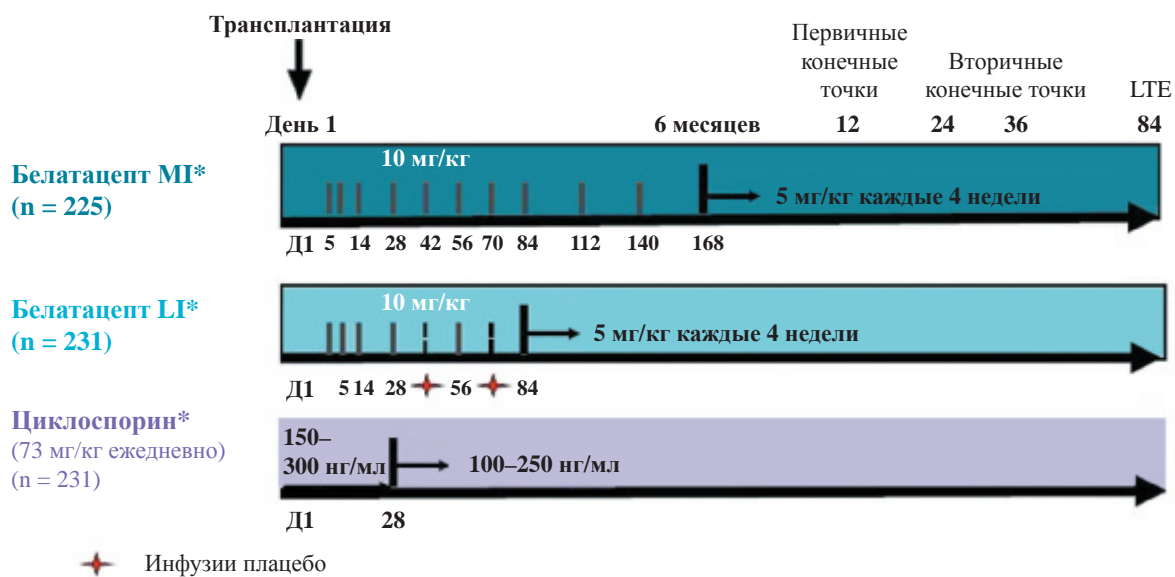 Трансплантация
Первичные
конечные
точки
Вторичные
конечные точки
LTE
День 1
6 месяцев
12
24
36
84
Белатацепт MI*
(n = 225)
10 мг/кг
5 мг/кг каждые 4 недели
Д1 5 14 28 42 56 70 84 112 140 168
Белатацепт LI*
(n = 231)
10 мг/кг
5 мг/кг каждые 4 недели
Д1 5 14 28 56 84
Циклоспорин*
(73 мг/кг ежедневно)
(n = 231)
150–
300 нг/мл
100–250 нг/мл
Д1 28
Инфузии плацебо